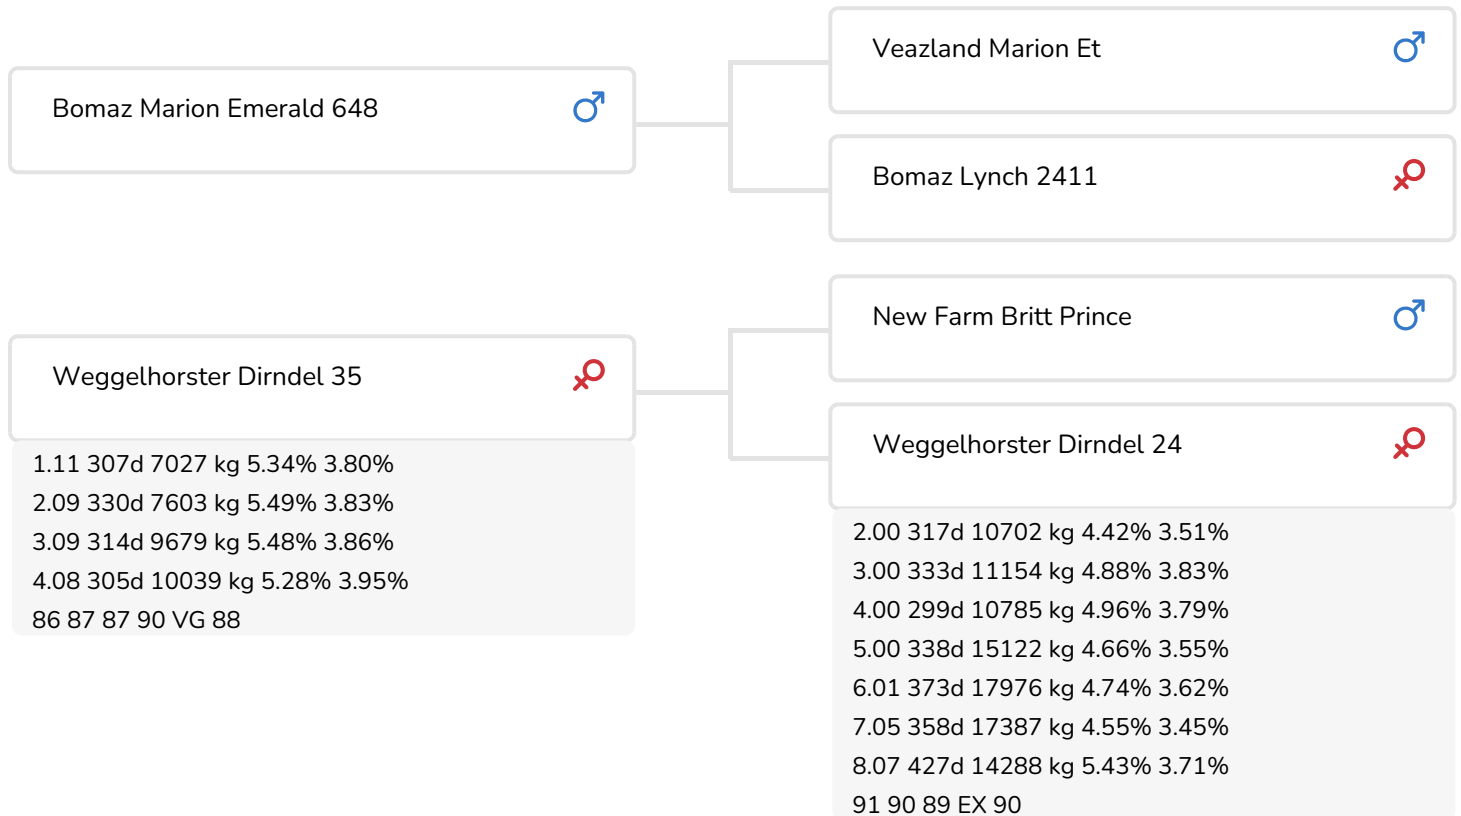 Bomaz Marion Emerald 648
Veazland Marion Et
Bomaz Lynch 2411
Weggelhorster Dirndel 35
1.11 307d 7027 kg 5.34% 3.80%
2.09 330d 7603 kg 5.49% 3.83%
3.09 314d 9679 kg 5.48% 3.86%
4.08 305d 10039 kg 5.28% 3.95%
86 87 87 90 VG 88
New Farm Britt Prince
Weggelhorster Dirndel 24
2.00 317d 10702 kg 4.42% 3.51%
3.00 333d 11154 kg 4.88% 3.83%
4.00 299d 10785 kg 4.96% 3.79%
5.00 338d 15122 kg 4.66% 3.55%
6.01 373d 17976 kg 4.74% 3.62%
7.05 358d 17387 kg 4.55% 3.45%
8.07 427d 14288 kg 5.43% 3.71%
91 90 89 EX 90